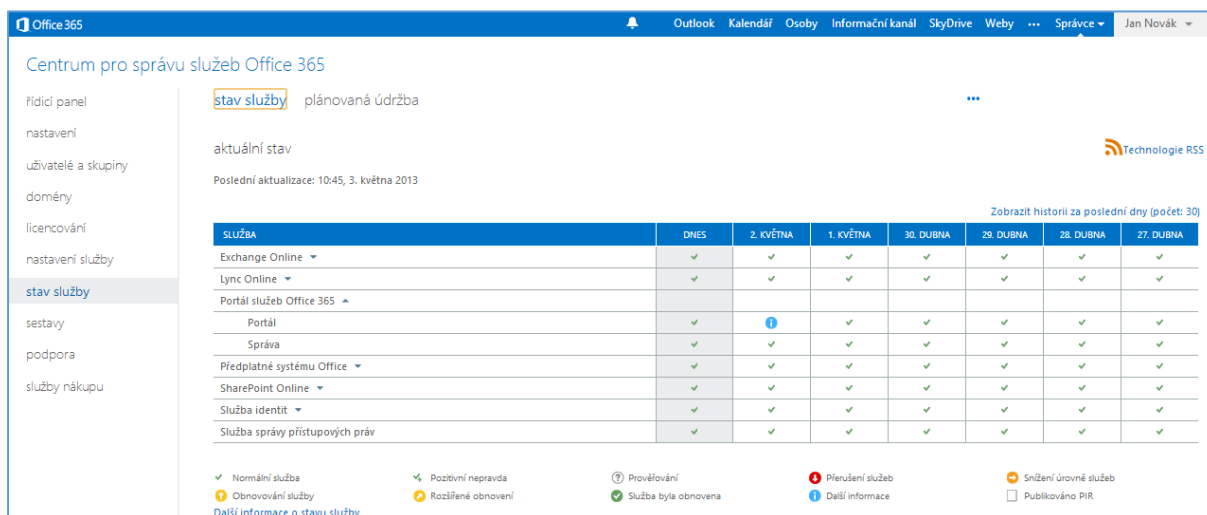 Office 365 Outlook Kalendář Osoby Informační kanál SkyDrive Weby ••• Správce Jan Novák
Centrum pro správu služeb Office 365
řídicí panel
nastavení
uživatelé a skupiny
domény
licencování
nastavení služby
stav služby
sestavy
podpora
služby nákupu
stav služby plánovaná údržba •••
aktuální stav
Technologie RSS
Poslední aktualizace: 10:45, 3. května 2013
Zobrazit historii za poslední dny (počet: 30)
SLUŽBA DNES 2. KVĚTNA 1. KVĚTNA 30. DUBNA 29. DUBNA 28. DUBNA 27. DUBNA
Exchange Online
Lync Online
Portál služeb Office 365
Portál
Správa
Předplatné systému Office
SharePoint Online
Služba identit
Služba správy přístupových práv
Normální služba Pozitivní nepravda Prověřování Přerušení služeb Snížení úrovně služeb
Obnovování služby Rozšířené obnovení Služba byla obnovena Další informace Publikováno PIR
Další informace o stavu služby